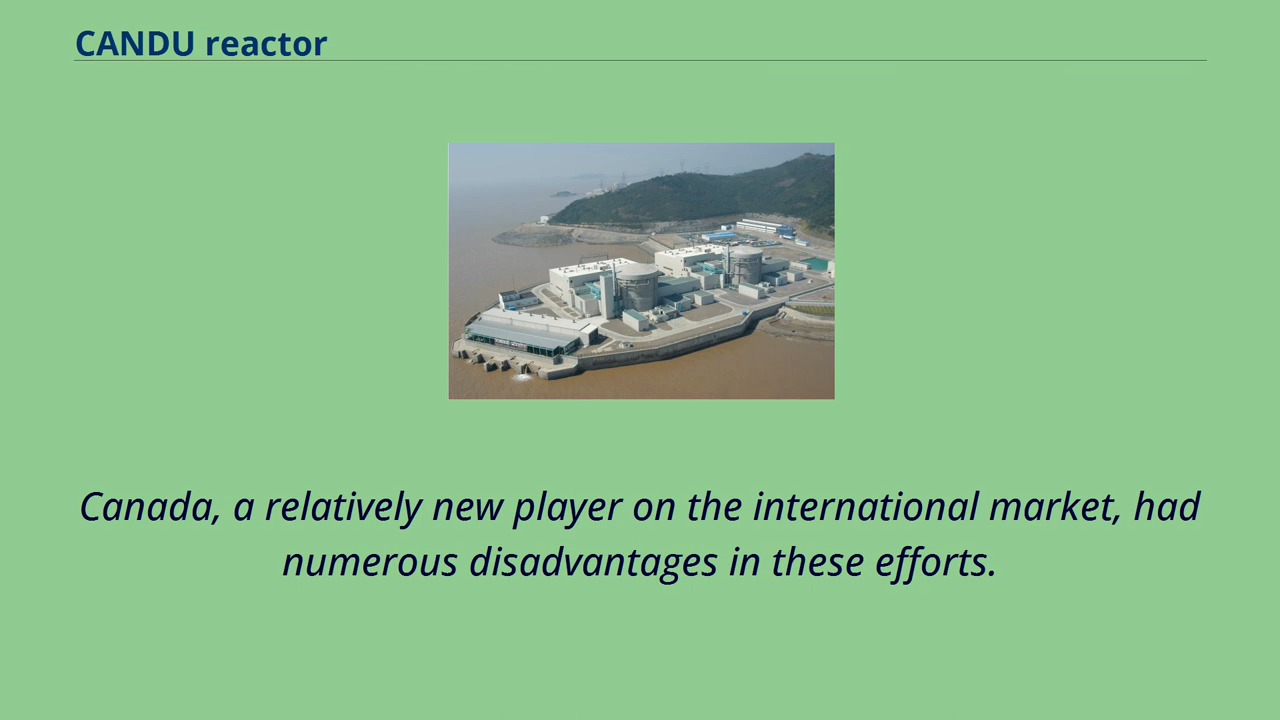 CANDU reactor
Canada, a relatively new player on the international market, had
numerous disadvantages in these efforts.